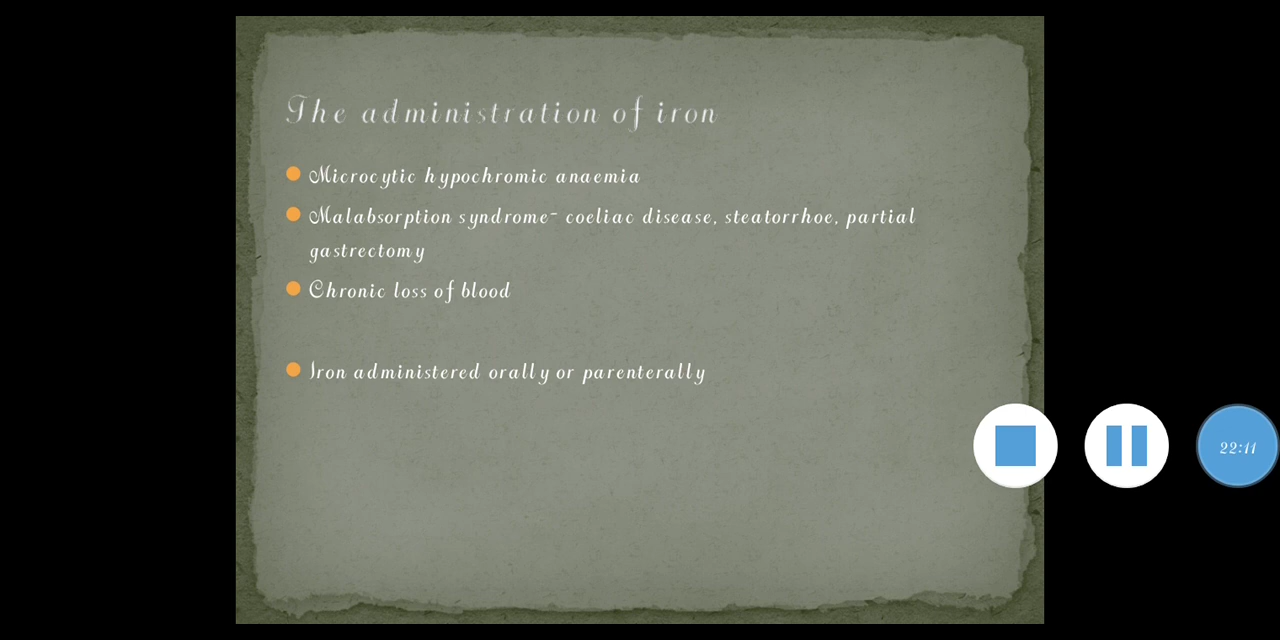 The administration of iron
Microcytic hypochromic anaemia
Malabsorption syndrome- coeliac disease, steatorrhoe, partial
gastrectomy
Chronic loss of blood
Iron administered orally or parenterally
22:11